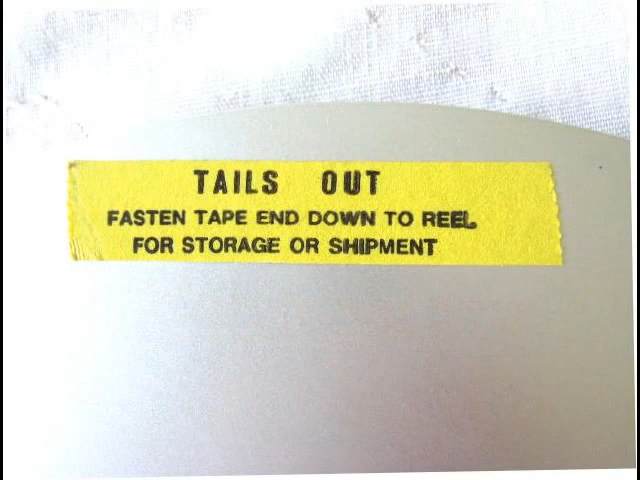 TAILS OUT
FASTEN TAPE END DOWN TO REEL
FOR STORAGE OR SHIPMENT